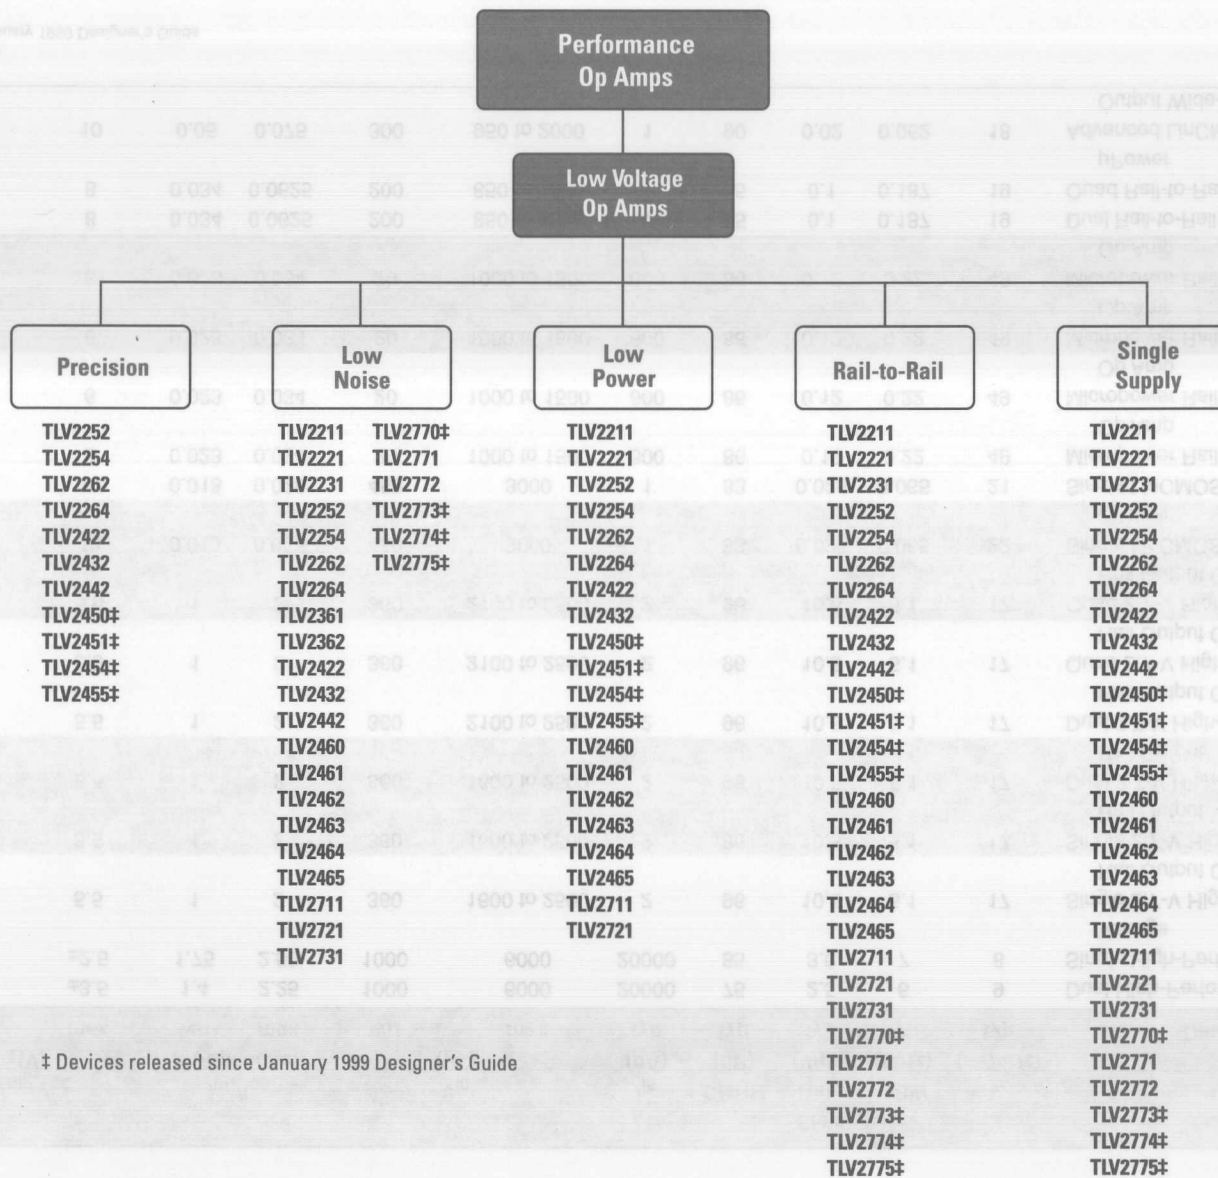 Performance
Op Amps
Low Voltage
Op Amps
Precision
Low
Noise
Low
Power
Rail-to-Rail
Single
Supply
TLV2252
TLV2254
TLV2262
TLV2264
TLV2422
TLV2432
TLV2442
TLV2450‡
TLV2451‡
TLV2454‡
TLV2455‡
TLV2211
TLV2221
TLV2231
TLV2252
TLV2254
TLV2262
TLV2264
TLV2361
TLV2362
TLV2422
TLV2432
TLV2442
TLV2460
TLV2461
TLV2462
TLV2463
TLV2464
TLV2465
TLV2711
TLV2721
TLV2731
TLV2770‡
TLV2771
TLV2772
TLV2773‡
TLV2774‡
TLV2775‡
TLV2211
TLV2221
TLV2252
TLV2254
TLV2262
TLV2264
TLV2422
TLV2432
TLV2450‡
TLV2451‡
TLV2454‡
TLV2455‡
TLV2460
TLV2461
TLV2462
TLV2463
TLV2464
TLV2465
TLV2711
TLV2721
TLV2211
TLV2221
TLV2231
TLV2252
TLV2254
TLV2262
TLV2264
TLV2422
TLV2432
TLV2442
TLV2450‡
TLV2451‡
TLV2454‡
TLV2455‡
TLV2460
TLV2461
TLV2462
TLV2463
TLV2464
TLV2465
TLV2711
TLV2721
TLV2731
TLV2770‡
TLV2771
TLV2772
TLV2773‡
TLV2774‡
TLV2775‡
TLV2211
TLV2221
TLV2231
TLV2252
TLV2254
TLV2262
TLV2264
TLV2422
TLV2432
TLV2442
TLV2450‡
TLV2451‡
TLV2454‡
TLV2455‡
TLV2460
TLV2461
TLV2462
TLV2463
TLV2464
TLV2465
TLV2711
TLV2721
TLV2731
TLV2770‡
TLV2771
TLV2772
TLV2773‡
TLV2774‡
TLV2775‡
‡ Devices released since January 1999 Designer's Guide